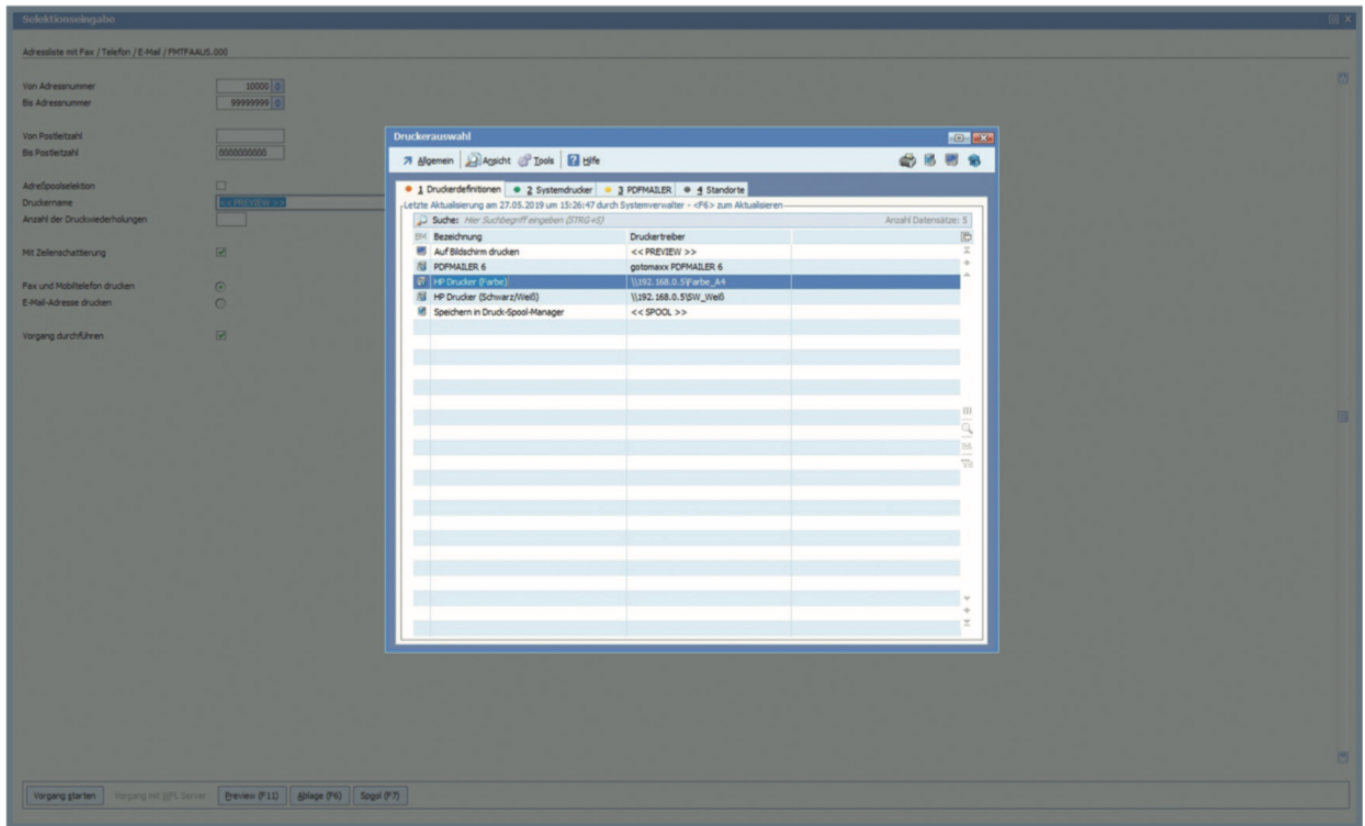 Selektionseingabe
Adressliste mit Fax / Telefon / E-Mail / PMTFAAUS.000
Von Adressnummer 10000
Bis Adressnummer 99999999
Von Postleitzahl
Bis Postleitzahl 0000000000
Adreßpoolselektion
Druckername << PREVIEW >>
Anzahl der Druckwiederholungen
Mit Zeilenschattierung
Fax und Mobiltelefon drucken
E-Mail-Adresse drucken
Vorgang durchführen
Druckerauswahl
Allgemein Ansicht Tools Hilfe
1 Druckerdefinitionen 2 Systemdrucker 3 PDFMAILER 4 Standorte
Letzte Aktualisierung am 27.05.2019 um 15:26:47 durch Systemverwalter - <F6> zum Aktualisieren
Suche: Hier Suchbegriff eingeben (STRG+S) Anzahl Datensätze: 5
BM Bezeichnung Druckertreiber
Auf Bildschirm drucken << PREVIEW >>
PDFMAILER 6 gotomaxx PDFMAILER 6
HP Drucker (Farbe) \\192.168.0.5\Farbe_A4
HP Drucker (Schwarz/Weiß) \\192.168.0.5\SW_Weiß
Speichern in Druck-Spool-Manager << SPOOL >>
Vorgang starten Vorgang mit WFL Server Preview (F11) Ablage (F6) Spool (F7)